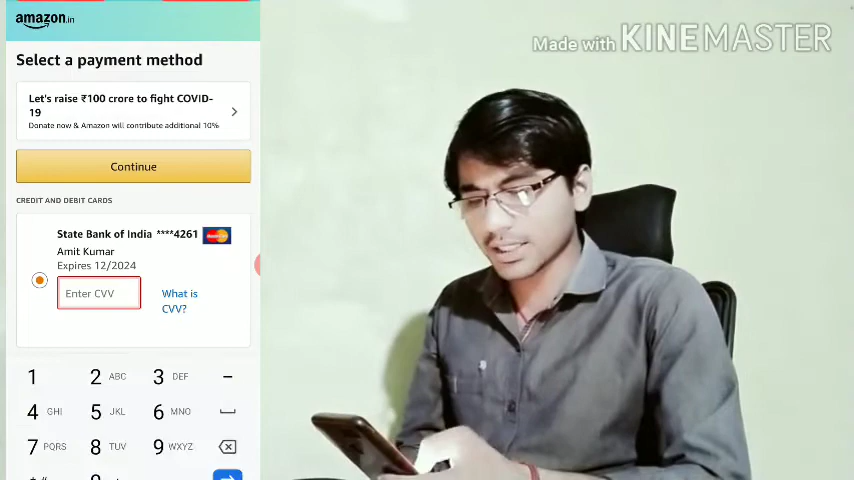 amazon.in
Made with KINEMASTER
Select a payment method
Let's raise ₹100 crore to fight COVID-
19
Donate now & Amazon will contribute additional 10%
Continue
CREDIT AND DEBIT CARDS
State Bank of India ****4261
Amit Kumar
Expires 12/2024
Enter CVV
What is
CVV?
1 2 ABC 3 DEF -
4 GHI 5 JKL 6 MNO
7 PQRS 8 TUV 9 WXYZ